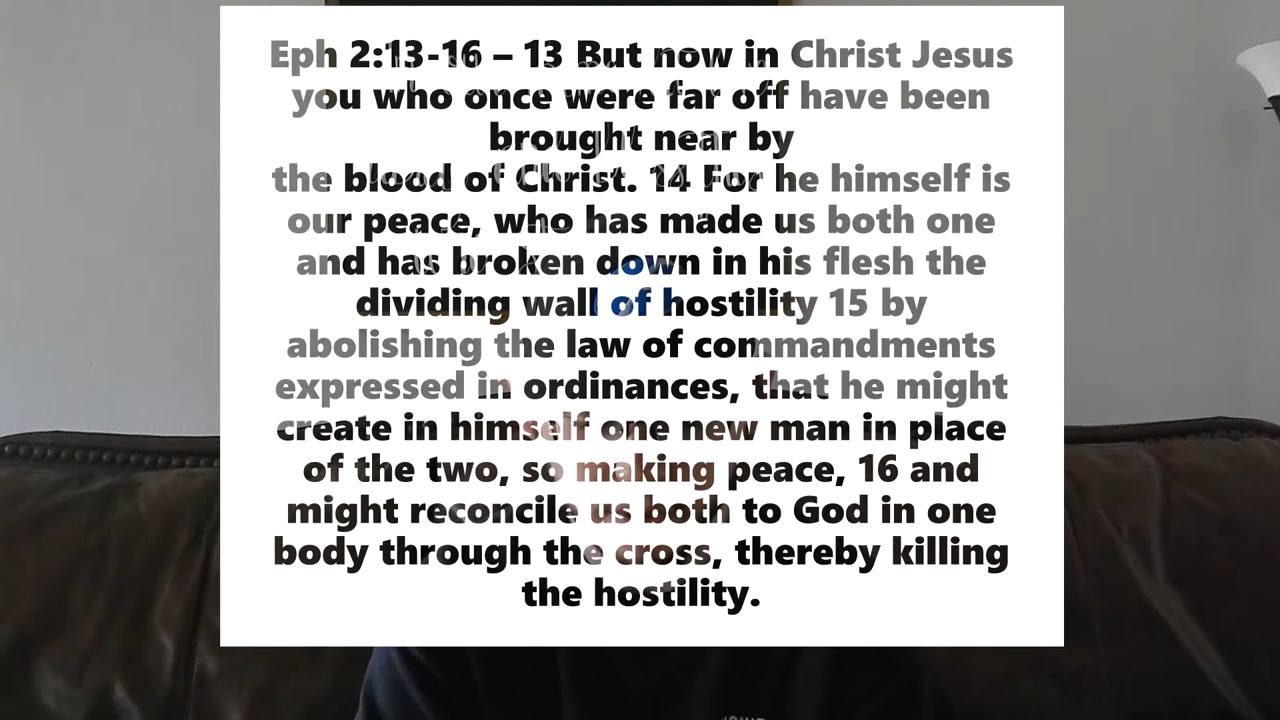 Eph 2:13-16 – 13 But now in Christ Jesus
you who once were far off have been
brought near by
the blood of Christ. 14 For he himself is
our peace, who has made us both one
and has broken down in his flesh the
dividing wall of hostility 15 by
abolishing the law of commandments
expressed in ordinances, that he might
create in himself one new man in place
of the two, so making peace, 16 and
might reconcile us both to God in one
body through the cross, thereby killing
the hostility.